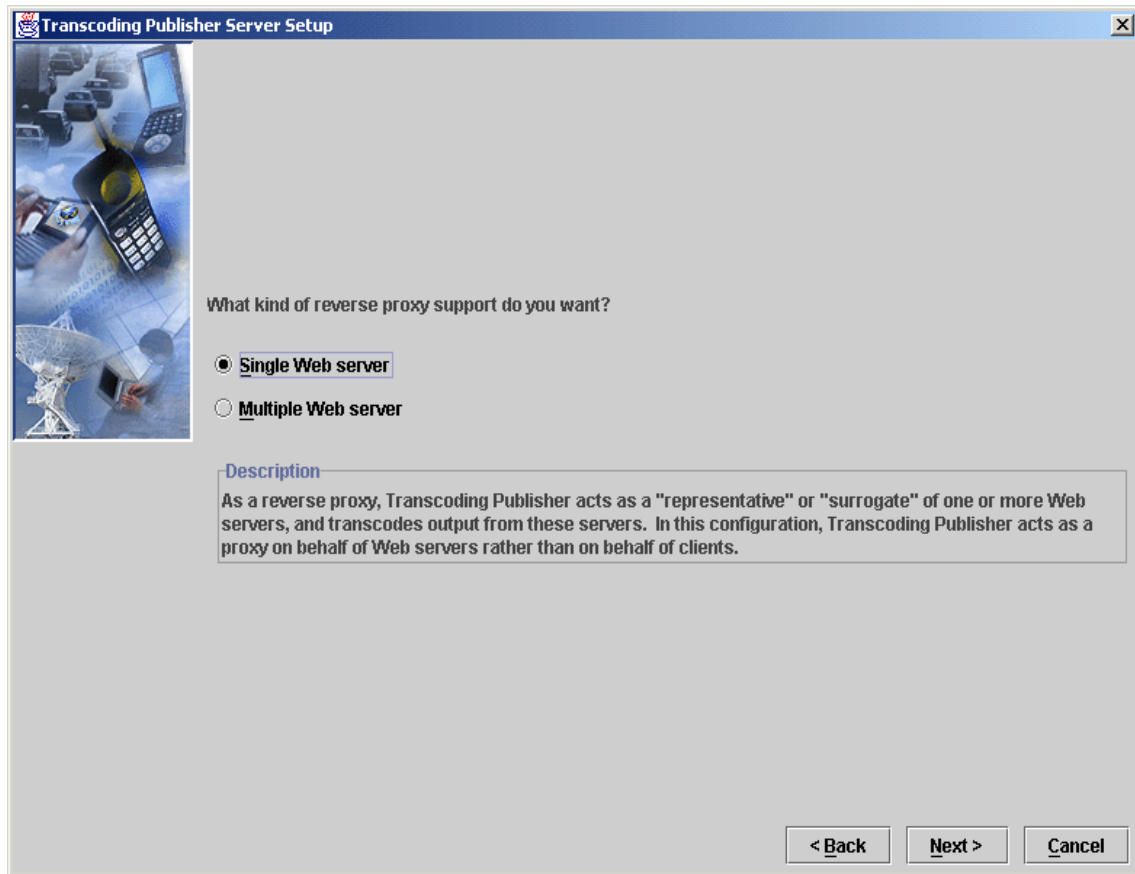 Transcoding Publisher Server Setup
What kind of reverse proxy support do you want?
Single Web server
Multiple Web server
Description
As a reverse proxy, Transcoding Publisher acts as a "representative" or "surrogate" of one or more Web
servers, and transcodes output from these servers.  In this configuration, Transcoding Publisher acts as a
proxy on behalf of Web servers rather than on behalf of clients.
< Back
Next >
Cancel